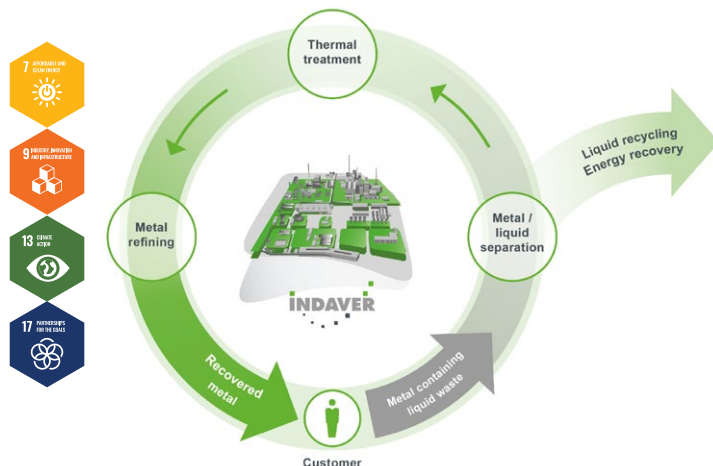 7 AFFORDABLE AND
CLEAN ENERGY
9 INDUSTRY, INNOVATION
AND INFRASTRUCTURE
13 CLIMATE
ACTION
17 PARTNERSHIPS
FOR THE GOALS
Thermal
treatment
Liquid recycling
Energy recovery
Metal
refining
Metal /
liquid
separation
INDAVER
Recovered
metal
Metal containing
liquid waste
Customer